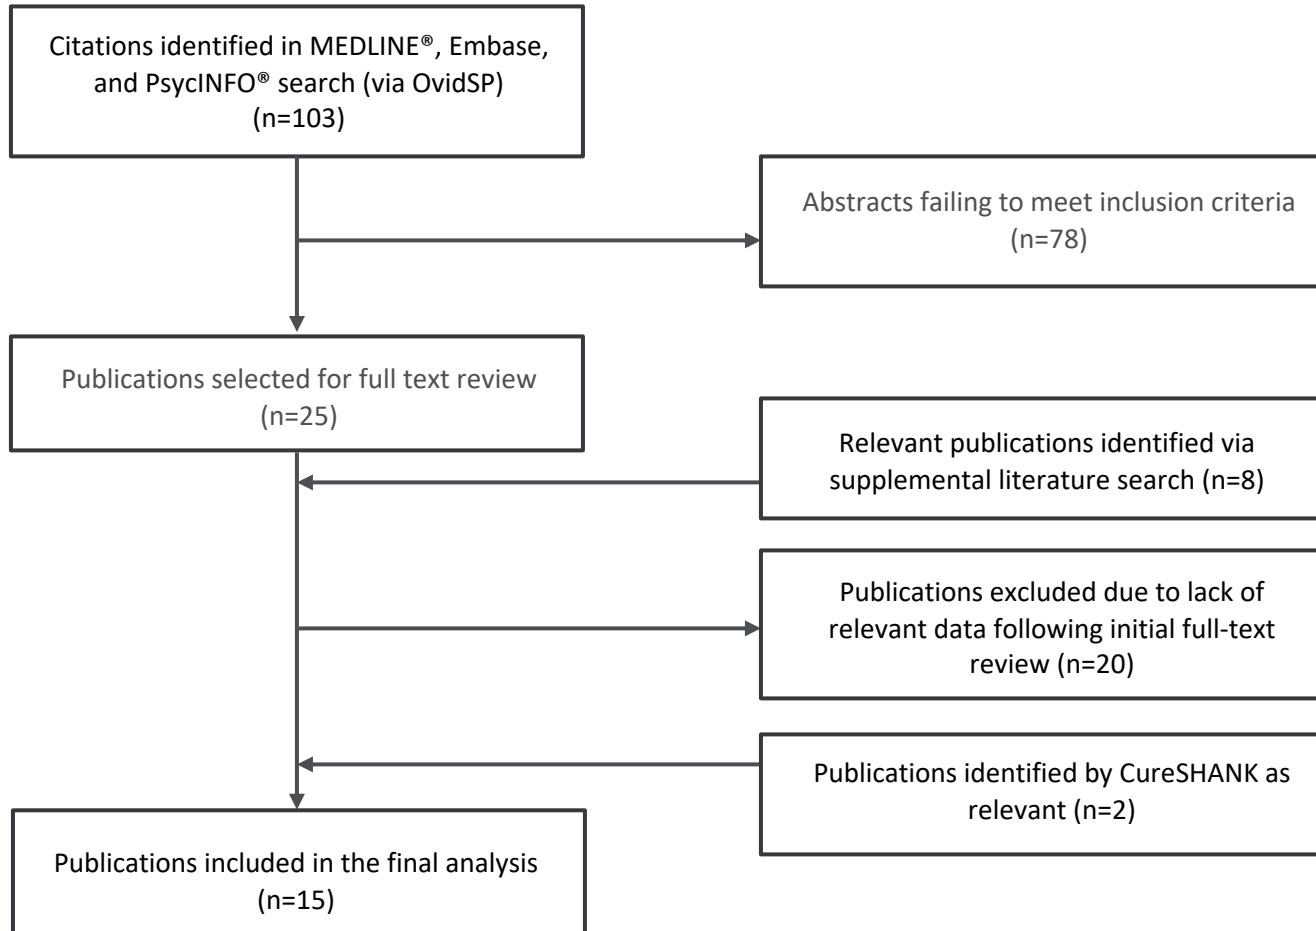 Citations identified in MEDLINE®, Embase,
and PsycINFO® search (via OvidSP)
(n=103)
Abstracts failing to meet inclusion criteria
(n=78)
Publications selected for full text review
(n=25)
Relevant publications identified via
supplemental literature search (n=8)
Publications excluded due to lack of
relevant data following initial full-text
review (n=20)
Publications identified by CureSHANK as
relevant (n=2)
Publications included in the final analysis
(n=15)